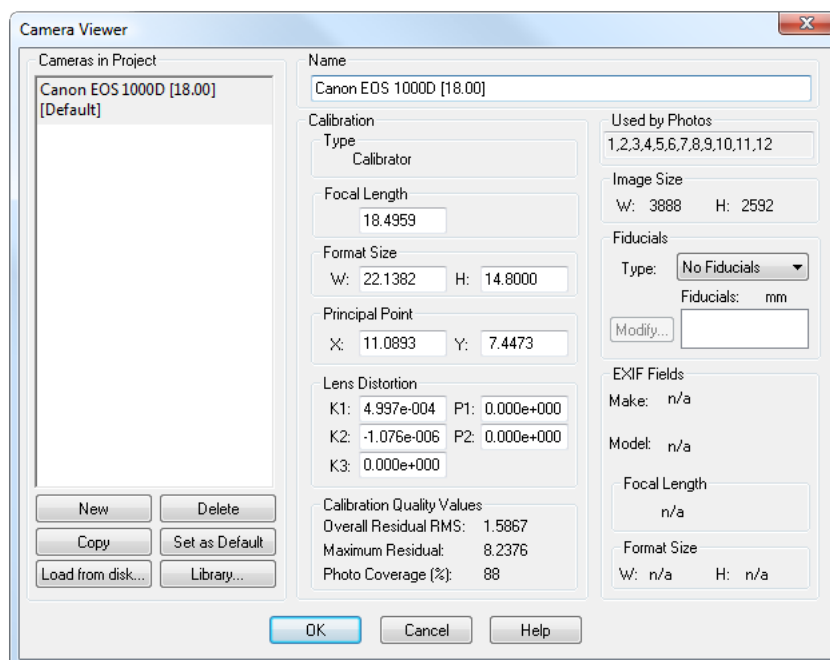 Camera Viewer
Cameras in Project
Canon EOS 1000D [18.00]
[Default]
New
Delete
Copy
Set as Default
Load from disk...
Library...
Name
Canon EOS 1000D [18.00]
Calibration
Type
Calibrator
Focal Length
18.4959
Format Size
W: 22.1382 H: 14.8000
Principal Point
X: 11.0893 Y: 7.4473
Lens Distortion
K1: 4.997e-004 P1: 0.000e+000
K2: -1.076e-006 P2: 0.000e+000
K3: 0.000e+000
Calibration Quality Values
Overall Residual RMS: 1.5867
Maximum Residual: 8.2376
Photo Coverage (%): 88
Used by Photos
1,2,3,4,5,6,7,8,9,10,11,12
Image Size
W: 3888 H: 2592
Fiducials
Type: No Fiducials
Fiducials: mm
Modify...
EXIF Fields
Make: n/a
Model: n/a
Focal Length
n/a
Format Size
W: n/a H: n/a
OK
Cancel
Help